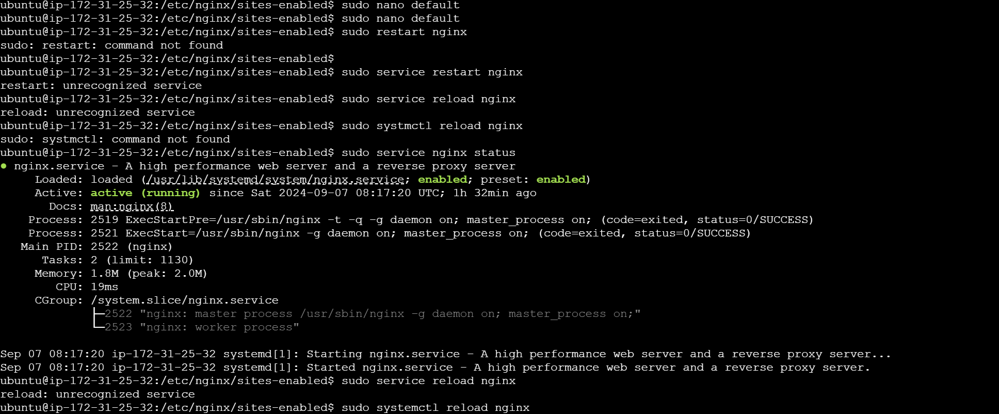 ubuntu@ip-172-31-25-32:/etc/nginx/sites-enabled$ sudo nano default
ubuntu@ip-172-31-25-32:/etc/nginx/sites-enabled$ sudo nano default
ubuntu@ip-172-31-25-32:/etc/nginx/sites-enabled$ sudo restart nginx
sudo: restart: command not found
ubuntu@ip-172-31-25-32:/etc/nginx/sites-enabled$
ubuntu@ip-172-31-25-32:/etc/nginx/sites-enabled$ sudo service restart nginx
restart: unrecognized service
ubuntu@ip-172-31-25-32:/etc/nginx/sites-enabled$ sudo service reload nginx
reload: unrecognized service
ubuntu@ip-172-31-25-32:/etc/nginx/sites-enabled$ sudo systmctl reload nginx
sudo: systmctl: command not found
ubuntu@ip-172-31-25-32:/etc/nginx/sites-enabled$ sudo service nginx status
● nginx.service - A high performance web server and a reverse proxy server
     Loaded: loaded (/usr/lib/systemd/system/nginx.service; enabled; preset: enabled)
     Active: active (running) since Sat 2024-09-07 08:17:20 UTC; 1h 32min ago
       Docs: man:nginx(8)
    Process: 2519 ExecStartPre=/usr/sbin/nginx -t -q -g daemon on; master_process on; (code=exited, status=0/SUCCESS)
    Process: 2521 ExecStart=/usr/sbin/nginx -g daemon on; master_process on; (code=exited, status=0/SUCCESS)
   Main PID: 2522 (nginx)
      Tasks: 2 (limit: 1130)
     Memory: 1.8M (peak: 2.0M)
        CPU: 19ms
     CGroup: /system.slice/nginx.service
             ├─2522 "nginx: master process /usr/sbin/nginx -g daemon on; master_process on;"
             └─2523 "nginx: worker process"

Sep 07 08:17:20 ip-172-31-25-32 systemd[1]: Starting nginx.service - A high performance web server and a reverse proxy server...
Sep 07 08:17:20 ip-172-31-25-32 systemd[1]: Started nginx.service - A high performance web server and a reverse proxy server.
ubuntu@ip-172-31-25-32:/etc/nginx/sites-enabled$ sudo service reload nginx
reload: unrecognized service
ubuntu@ip-172-31-25-32:/etc/nginx/sites-enabled$ sudo systemctl reload nginx